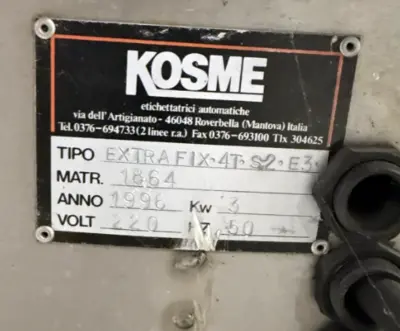 KOSME
etichettatrici automatiche
via dell'Artigianato - 46048 Roverbella (Mantova) Italia
Tel. 0376-694733 (2 linee r.a.) Fax 0376-693100 Tlx 304625
TIPO EXTRAFIX·4T·S2·E3·
MATR. 1864
ANNO 1996 Kw 3
VOLT 220 HZ 50